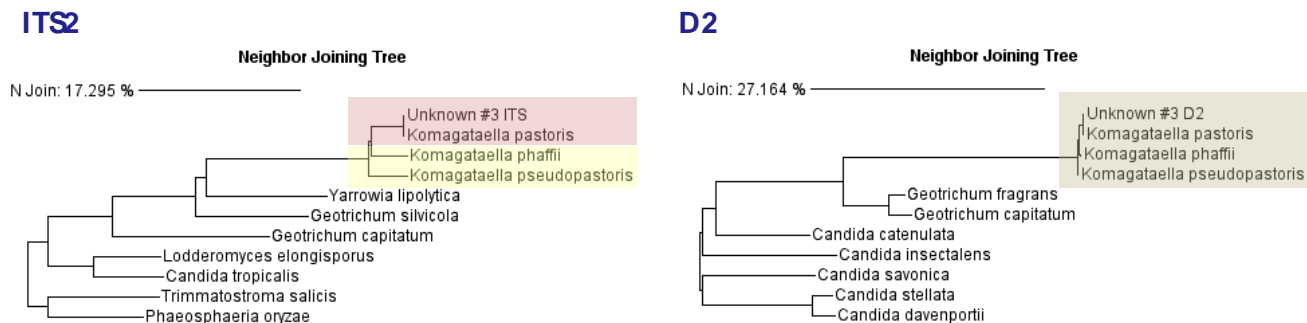 ITS2
Neighbor Joining Tree
N Join: 17.295 %
Unknown #3 ITS
Komagataella pastoris
Komagataella phaffii
Komagataella pseudopastoris
Yarrowia lipolytica
Geotrichum silvicola
Geotrichum capitatum
Lodderomyces elongisporus
Candida tropicalis
Trimmatostroma salicis
Phaeosphaeria oryzae
D2
Neighbor Joining Tree
N Join: 27.164 %
Unknown #3 D2
Komagataella pastoris
Komagataella phaffii
Komagataella pseudopastoris
Geotrichum fragrans
Geotrichum capitatum
Candida catenulata
Candida insectalens
Candida savonica
Candida stellata
Candida davenportii